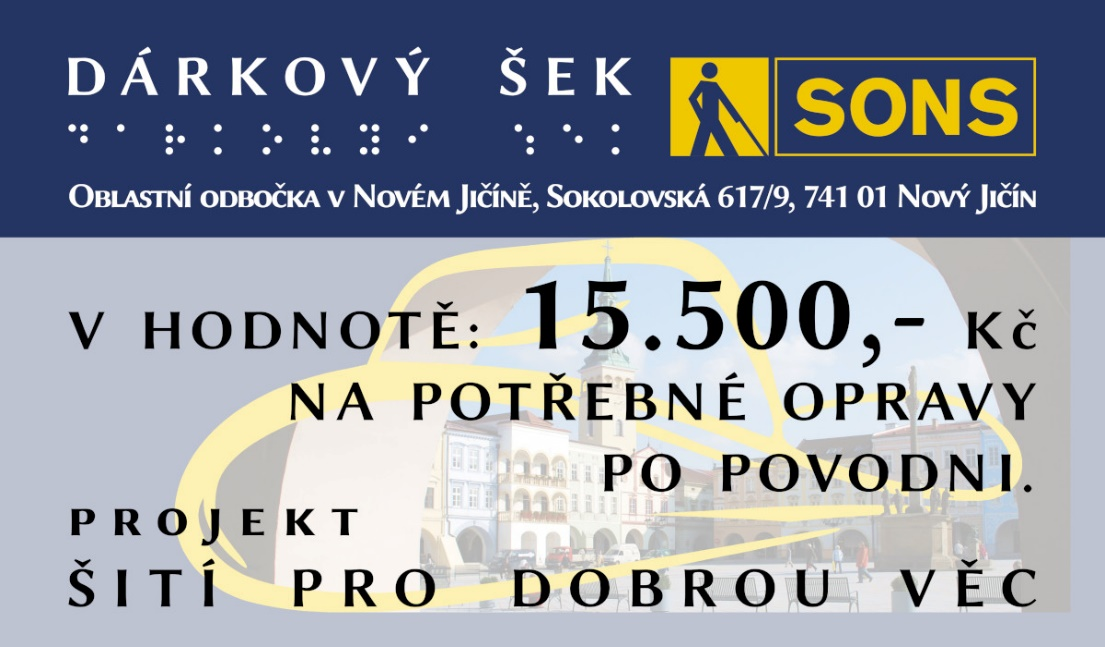 DÁRKOVÝ ŠEK
SONS
OBLASTNÍ ODBOČKA V NOVÉM JIČÍNĚ, SOKOLOVSKÁ 617/9, 741 01 NOVÝ JIČÍN
V HODNOTĚ: 15.500,- Kč
NA POTŘEBNÉ OPRAVY
PO POVODNI.
PROJEKT
ŠITÍ PRO DOBROU VĚC